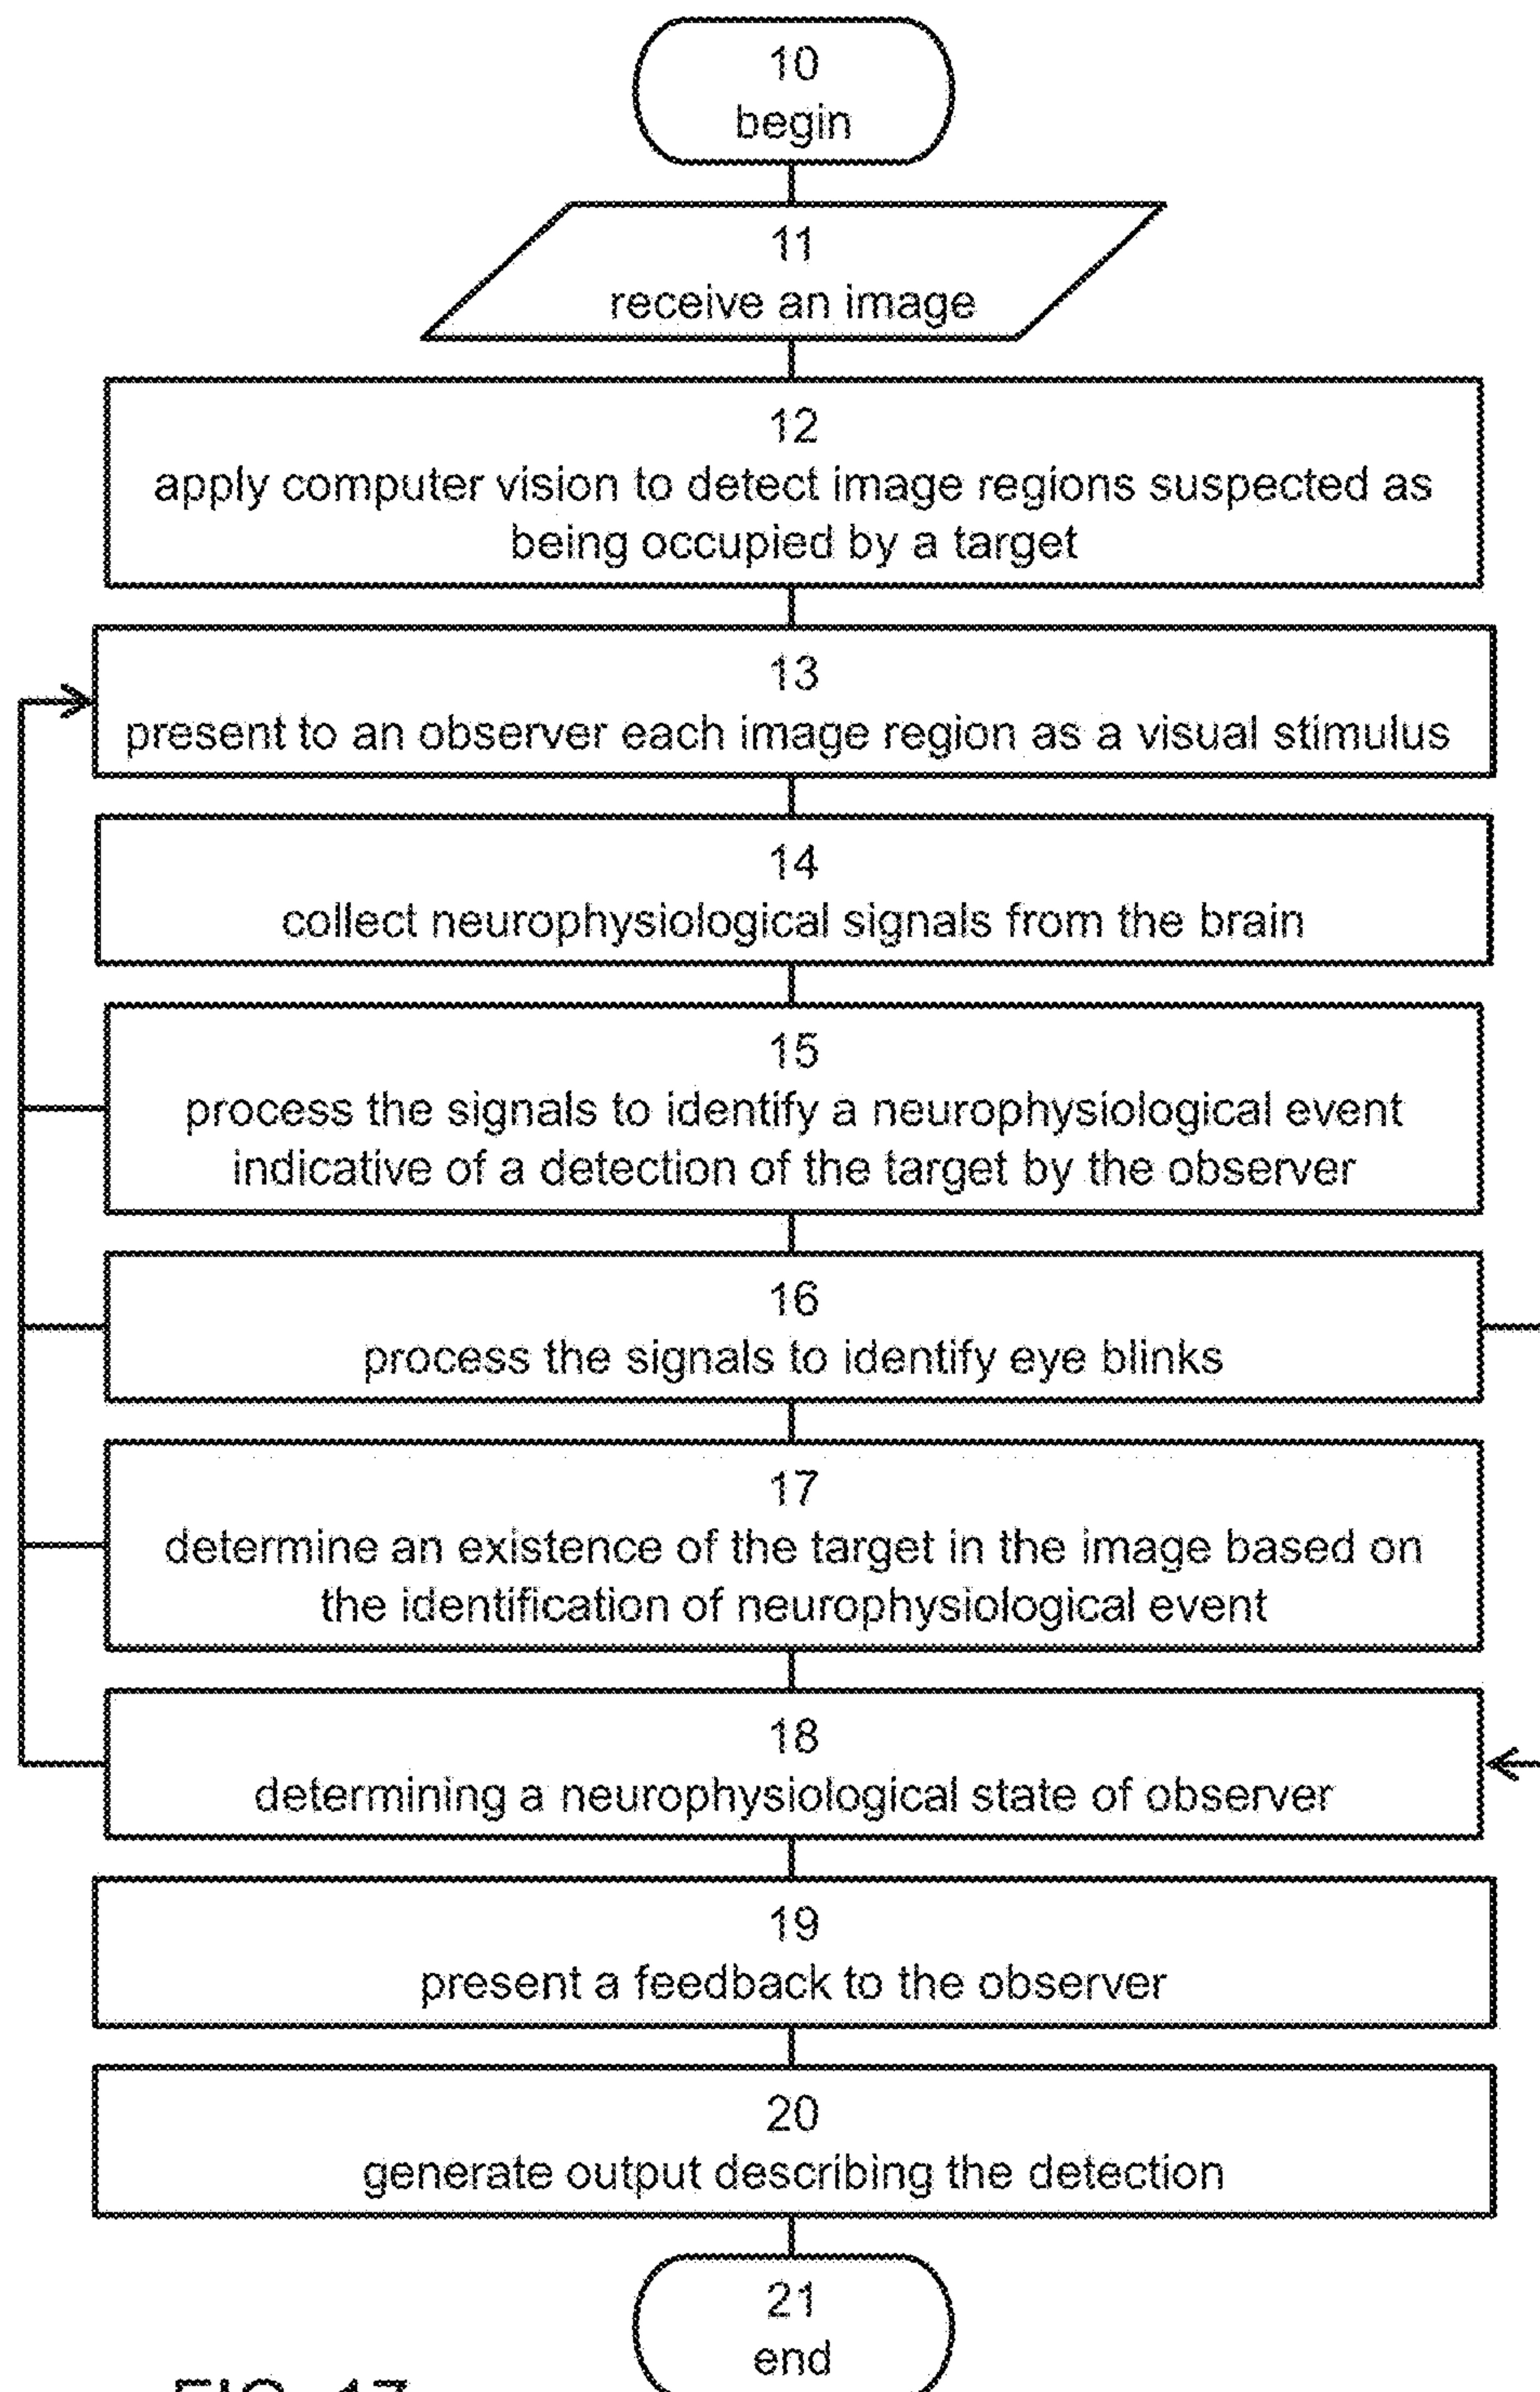 10
begin
11
receive an image
12
apply computer vision to detect image regions suspected as
being occupied by a target
13
present to an observer each image region as a visual stimulus
14
collect neurophysiological signals from the brain
15
process the signals to identify a neurophysiological event
indicative of a detection of the target by the observer
16
process the signals to identify eye blinks
17
determine an existence of the target in the image based on
the identification of neurophysiological event
18
determining a neurophysiological state of observer
19
present a feedback to the observer
20
generate output describing the detection
21
end